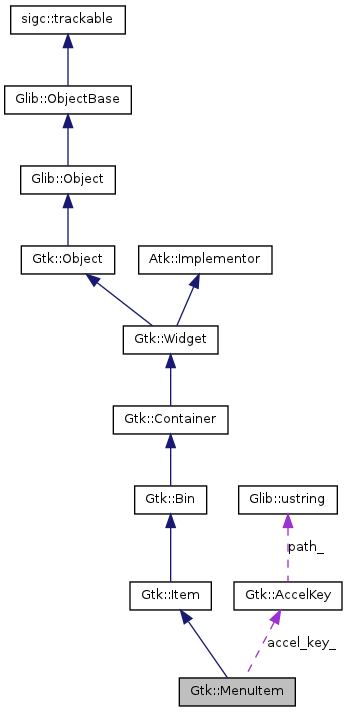 sigc::trackable
Glib::ObjectBase
Glib::Object
Gtk::Object
Atk::Implementor
Gtk::Widget
Gtk::Container
Gtk::Bin
Glib::ustring
path_
Gtk::Item
Gtk::AccelKey
accel_key_
Gtk::MenuItem